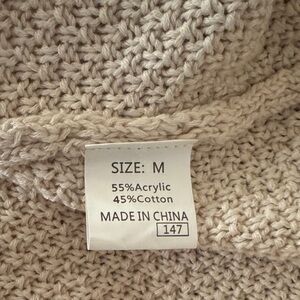 SIZE: M
55%Acrylic
45%Cotton
MADE IN CHINA
147